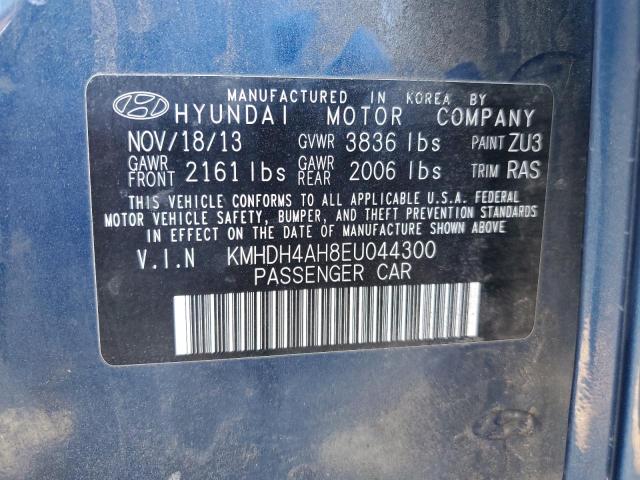 MANUFACTURED IN KOREA BY
HYUNDAI MOTOR COMPANY
NOV/18/13 GVWR 3836 lbs PAINT ZU3
GAWR FRONT 2161 lbs GAWR REAR 2006 lbs TRIM RAS
THIS VEHICLE CONFORMS TO ALL APPLICABLE U.S.A. FEDERAL
MOTOR VEHICLE SAFETY, BUMPER, AND THEFT PREVENTION STANDARDS
IN EFFECT ON THE DATE OF MANUFACTURE SHOWN ABOVE.
V.I.N KMHDH4AH8EU044300
PASSENGER CAR